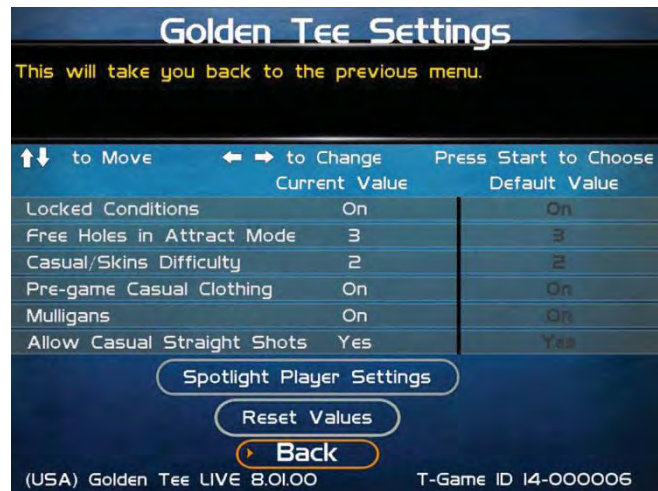 Golden Tee Settings
This will take you back to the previous menu.
to Move to Change Press Start to Choose
Current Value Default Value
Locked Conditions On On
Free Holes in Attract Mode 3 3
Casual/Skins Difficulty 2 2
Pre-game Casual Clothing On On
Mulligans On On
Allow Casual Straight Shots Yes Yes
Spotlight Player Settings
Reset Values
Back
(USA) Golden Tee LIVE 8.01.00 T-Game ID 14-000006